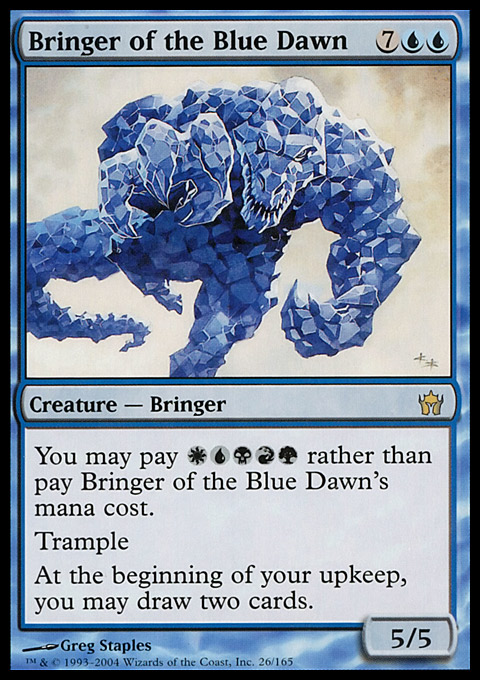 Bringer of the Blue Dawn 7
Creature — Bringer
You may pay rather than
pay Bringer of the Blue Dawn's
mana cost.
Trample
At the beginning of your upkeep,
you may draw two cards.
5/5
Greg Staples
™ & © 1993-2004 Wizards of the Coast, Inc. 26/165